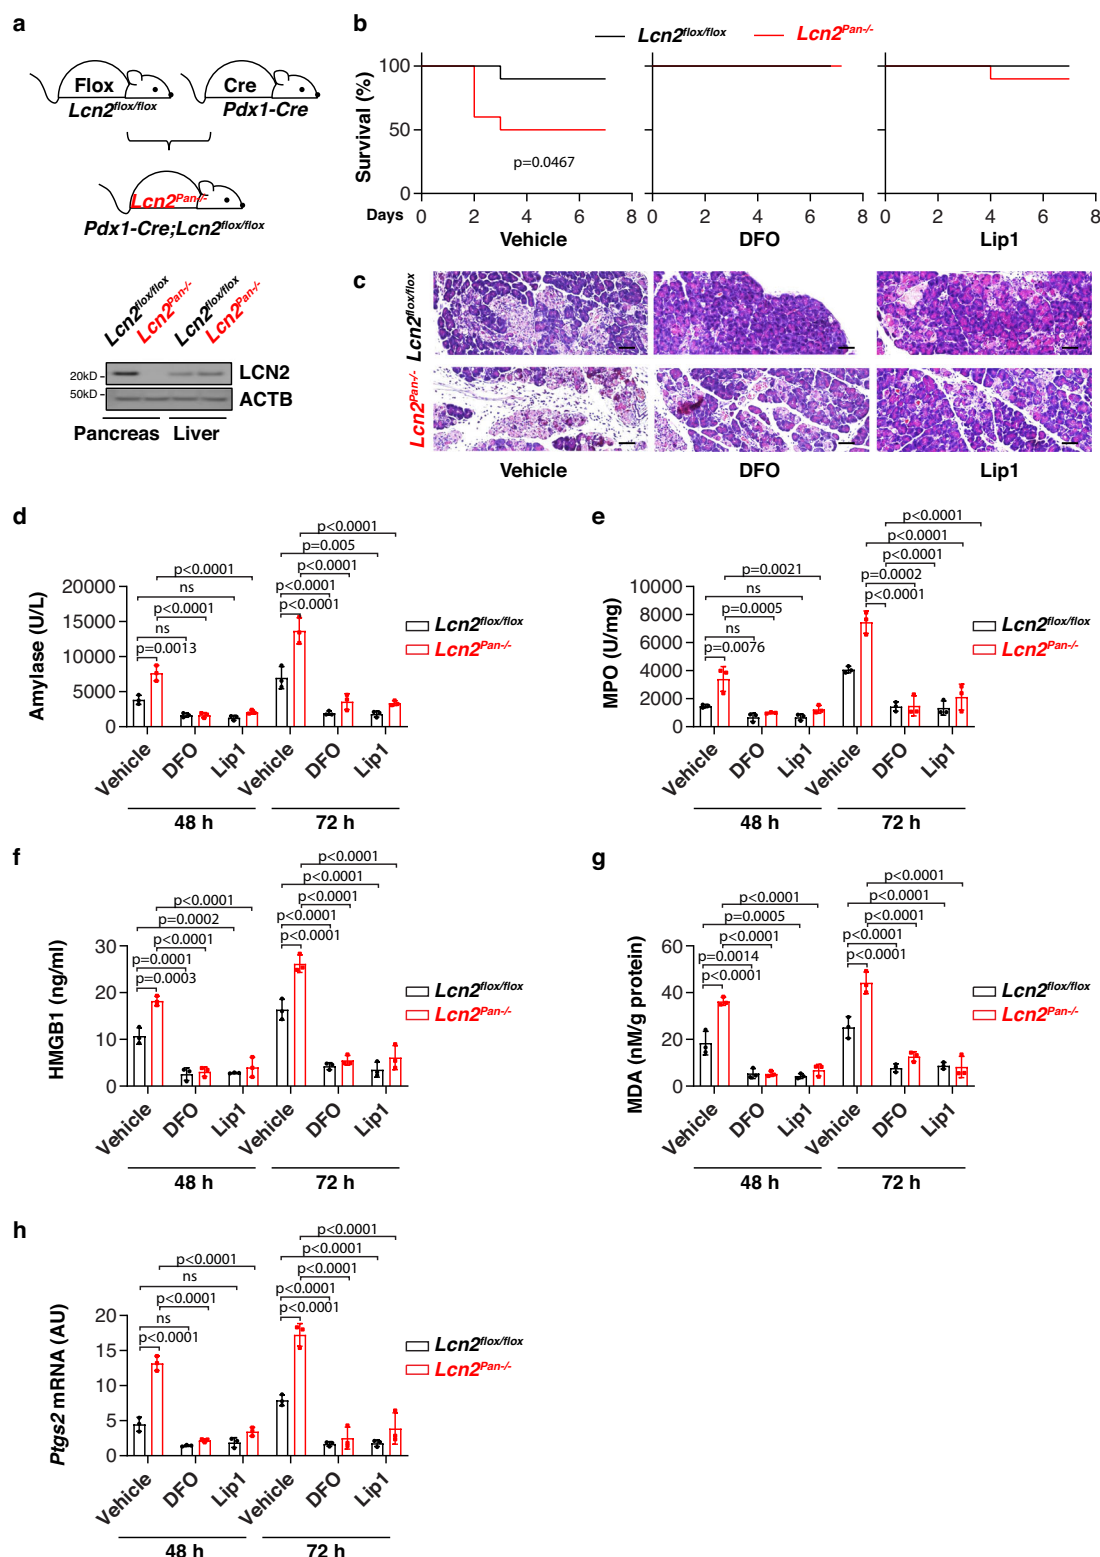 a
Flox
Lcn2flox/flox
Cre
Pdx1-Cre
Lcn2Pan-/-
Pdx1-Cre;Lcn2flox/flox
Lcn2flox/flox
Lcn2Pan-/-
Lcn2flox/flox
Lcn2Pan-/-
20kD
LCN2
50kD
ACTB
Pancreas Liver
b
Lcn2flox/flox Lcn2Pan-/-
Survival (%)
100
50
0
p=0.0467
Days 0 2 4 6 8 0 2 4 6 8 0 2 4 6 8
Vehicle DFO Lip1
c
Lcn2flox/flox
Lcn2Pan-/-
Vehicle DFO Lip1
d
p<0.0001
p=0.005
p<0.0001
p<0.0001
p<0.0001
p<0.0001
ns
p<0.0001
ns
p=0.0013
Amylase (U/L)
20000
15000
10000
5000
0
Lcn2flox/flox
Lcn2Pan-/-
Vehicle DFO Lip1 Vehicle DFO Lip1
48 h 72 h
e
p<0.0001
p<0.0001
p<0.0001
p=0.0002
p<0.0001
p=0.0021
ns
p=0.0005
ns
p=0.0076
MPO (U/mg)
10000
8000
6000
4000
2000
0
Lcn2flox/flox
Lcn2Pan-/-
Vehicle DFO Lip1 Vehicle DFO Lip1
48 h 72 h
f
p<0.0001
p<0.0001
p<0.0001
p<0.0001
p<0.0001
p<0.0001
p=0.0002
p<0.0001
p=0.0001
p=0.0003
HMGB1 (ng/ml)
30
20
10
0
Lcn2flox/flox
Lcn2Pan-/-
Vehicle DFO Lip1 Vehicle DFO Lip1
48 h 72 h
g
p<0.0001
p<0.0001
p<0.0001
p<0.0001
p<0.0001
p=0.0005
p<0.0001
p=0.0014
p<0.0001
MDA (nM/g protein)
60
40
20
0
Lcn2flox/flox
Lcn2Pan-/-
Vehicle DFO Lip1 Vehicle DFO Lip1
48 h 72 h
h
p<0.0001
p<0.0001
p<0.0001
p<0.0001
p<0.0001
p<0.0001
ns
p<0.0001
ns
p<0.0001
Ptgs2 mRNA (AU)
20
15
10
5
0
Lcn2flox/flox
Lcn2Pan-/-
Vehicle DFO Lip1 Vehicle DFO Lip1
48 h 72 h